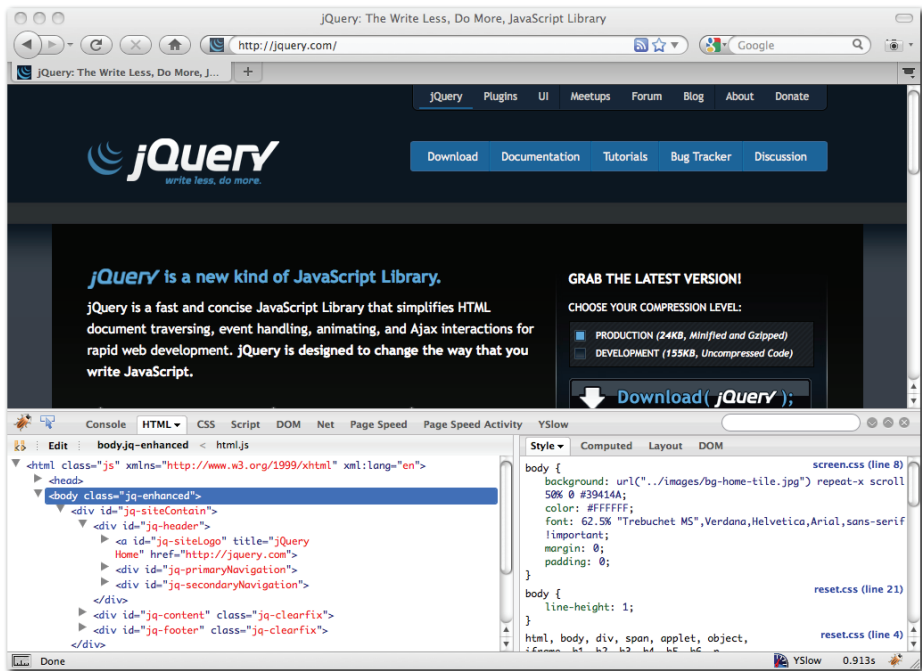 jQuery: The Write Less, Do More, JavaScript Library
http://jquery.com/
Google
jQuery: The Write Less, Do More, J...
jQuery Plugins UI Meetups Forum Blog About Donate
jQuery
write less, do more.
Download Documentation Tutorials Bug Tracker Discussion
jQuery is a new kind of JavaScript Library.
jQuery is a fast and concise JavaScript Library that simplifies HTML
document traversing, event handling, animating, and Ajax interactions for
rapid web development. jQuery is designed to change the way that you
write JavaScript.
GRAB THE LATEST VERSION!
CHOOSE YOUR COMPRESSION LEVEL:
PRODUCTION (24KB, Minified and Gzipped)
DEVELOPMENT (155KB, Uncompressed Code)
Download( jQuery );
Console HTML CSS Script DOM Net Page Speed Page Speed Activity YSlow
Edit body.jq-enhanced < html.js
<html class="js" xmlns="http://www.w3.org/1999/xhtml" xml:lang="en">
<head>
<body class="jq-enhanced">
<div id="jq-siteContain">
<div id="jq-header">
<a id="jq-siteLogo" title="jQuery
Home" href="http://jquery.com">
<div id="jq-primaryNavigation">
<div id="jq-secondaryNavigation">
</div>
<div id="jq-content" class="jq-clearfix">
<div id="jq-footer" class="jq-clearfix">
</div>
Style Computed Layout DOM
body { screen.css (line 8)
background: url("../images/bg-home-tile.jpg") repeat-x scroll
50% 0 #39414A;
color: #FFFFFF;
font: 62.5% "Trebuchet MS",Verdana,Helvetica,Arial,sans-serif
!important;
margin: 0;
padding: 0;
}
body { reset.css (line 21)
line-height: 1;
}
html, body, div, span, applet, object, reset.css (line 4)
Done
YSlow 0.913s